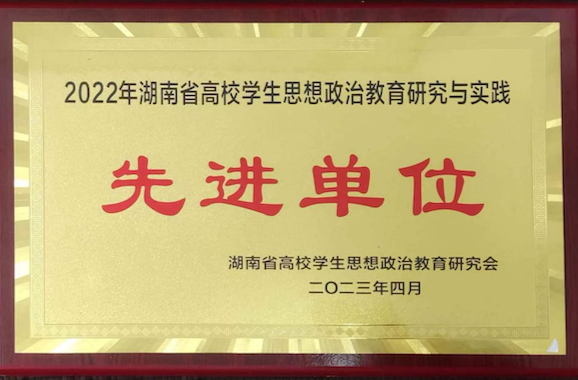 2022年湖南省高校学生思想政治教育研究与实践
先进单位
湖南省高校学生思想政治教育研究会
二〇二三年四月